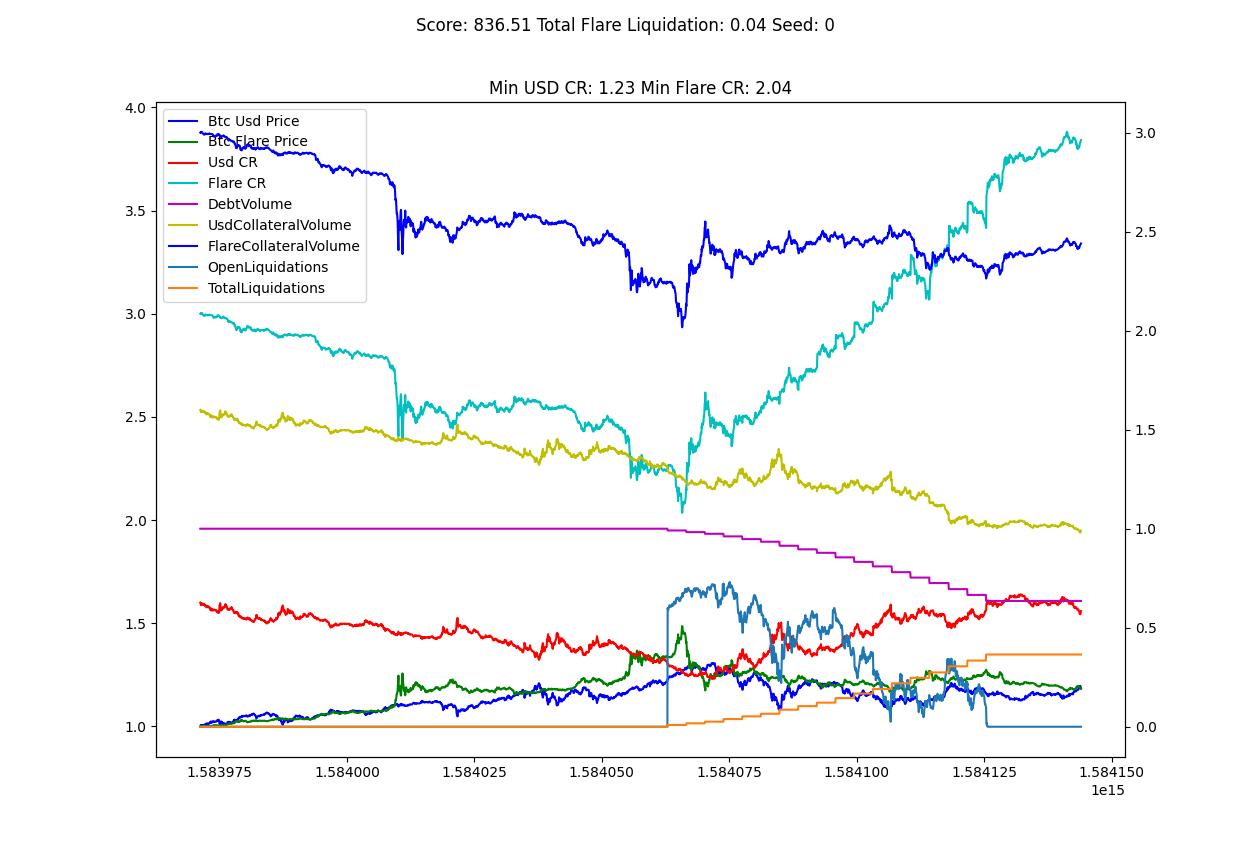 Score: 836.51 Total Flare Liquidation: 0.04 Seed: 0
Min USD CR: 1.23 Min Flare CR: 2.04
Btc Usd Price
Btc Flare Price
Usd CR
Flare CR
DebtVolume
UsdCollateralVolume
FlareCollateralVolume
OpenLiquidations
TotalLiquidations
4.0
3.5
3.0
2.5
2.0
1.5
1.0
3.0
2.5
2.0
1.5
1.0
0.5
0.0
1.583975 1.584000 1.584025 1.584050 1.584075 1.584100 1.584125 1.584150
1e15